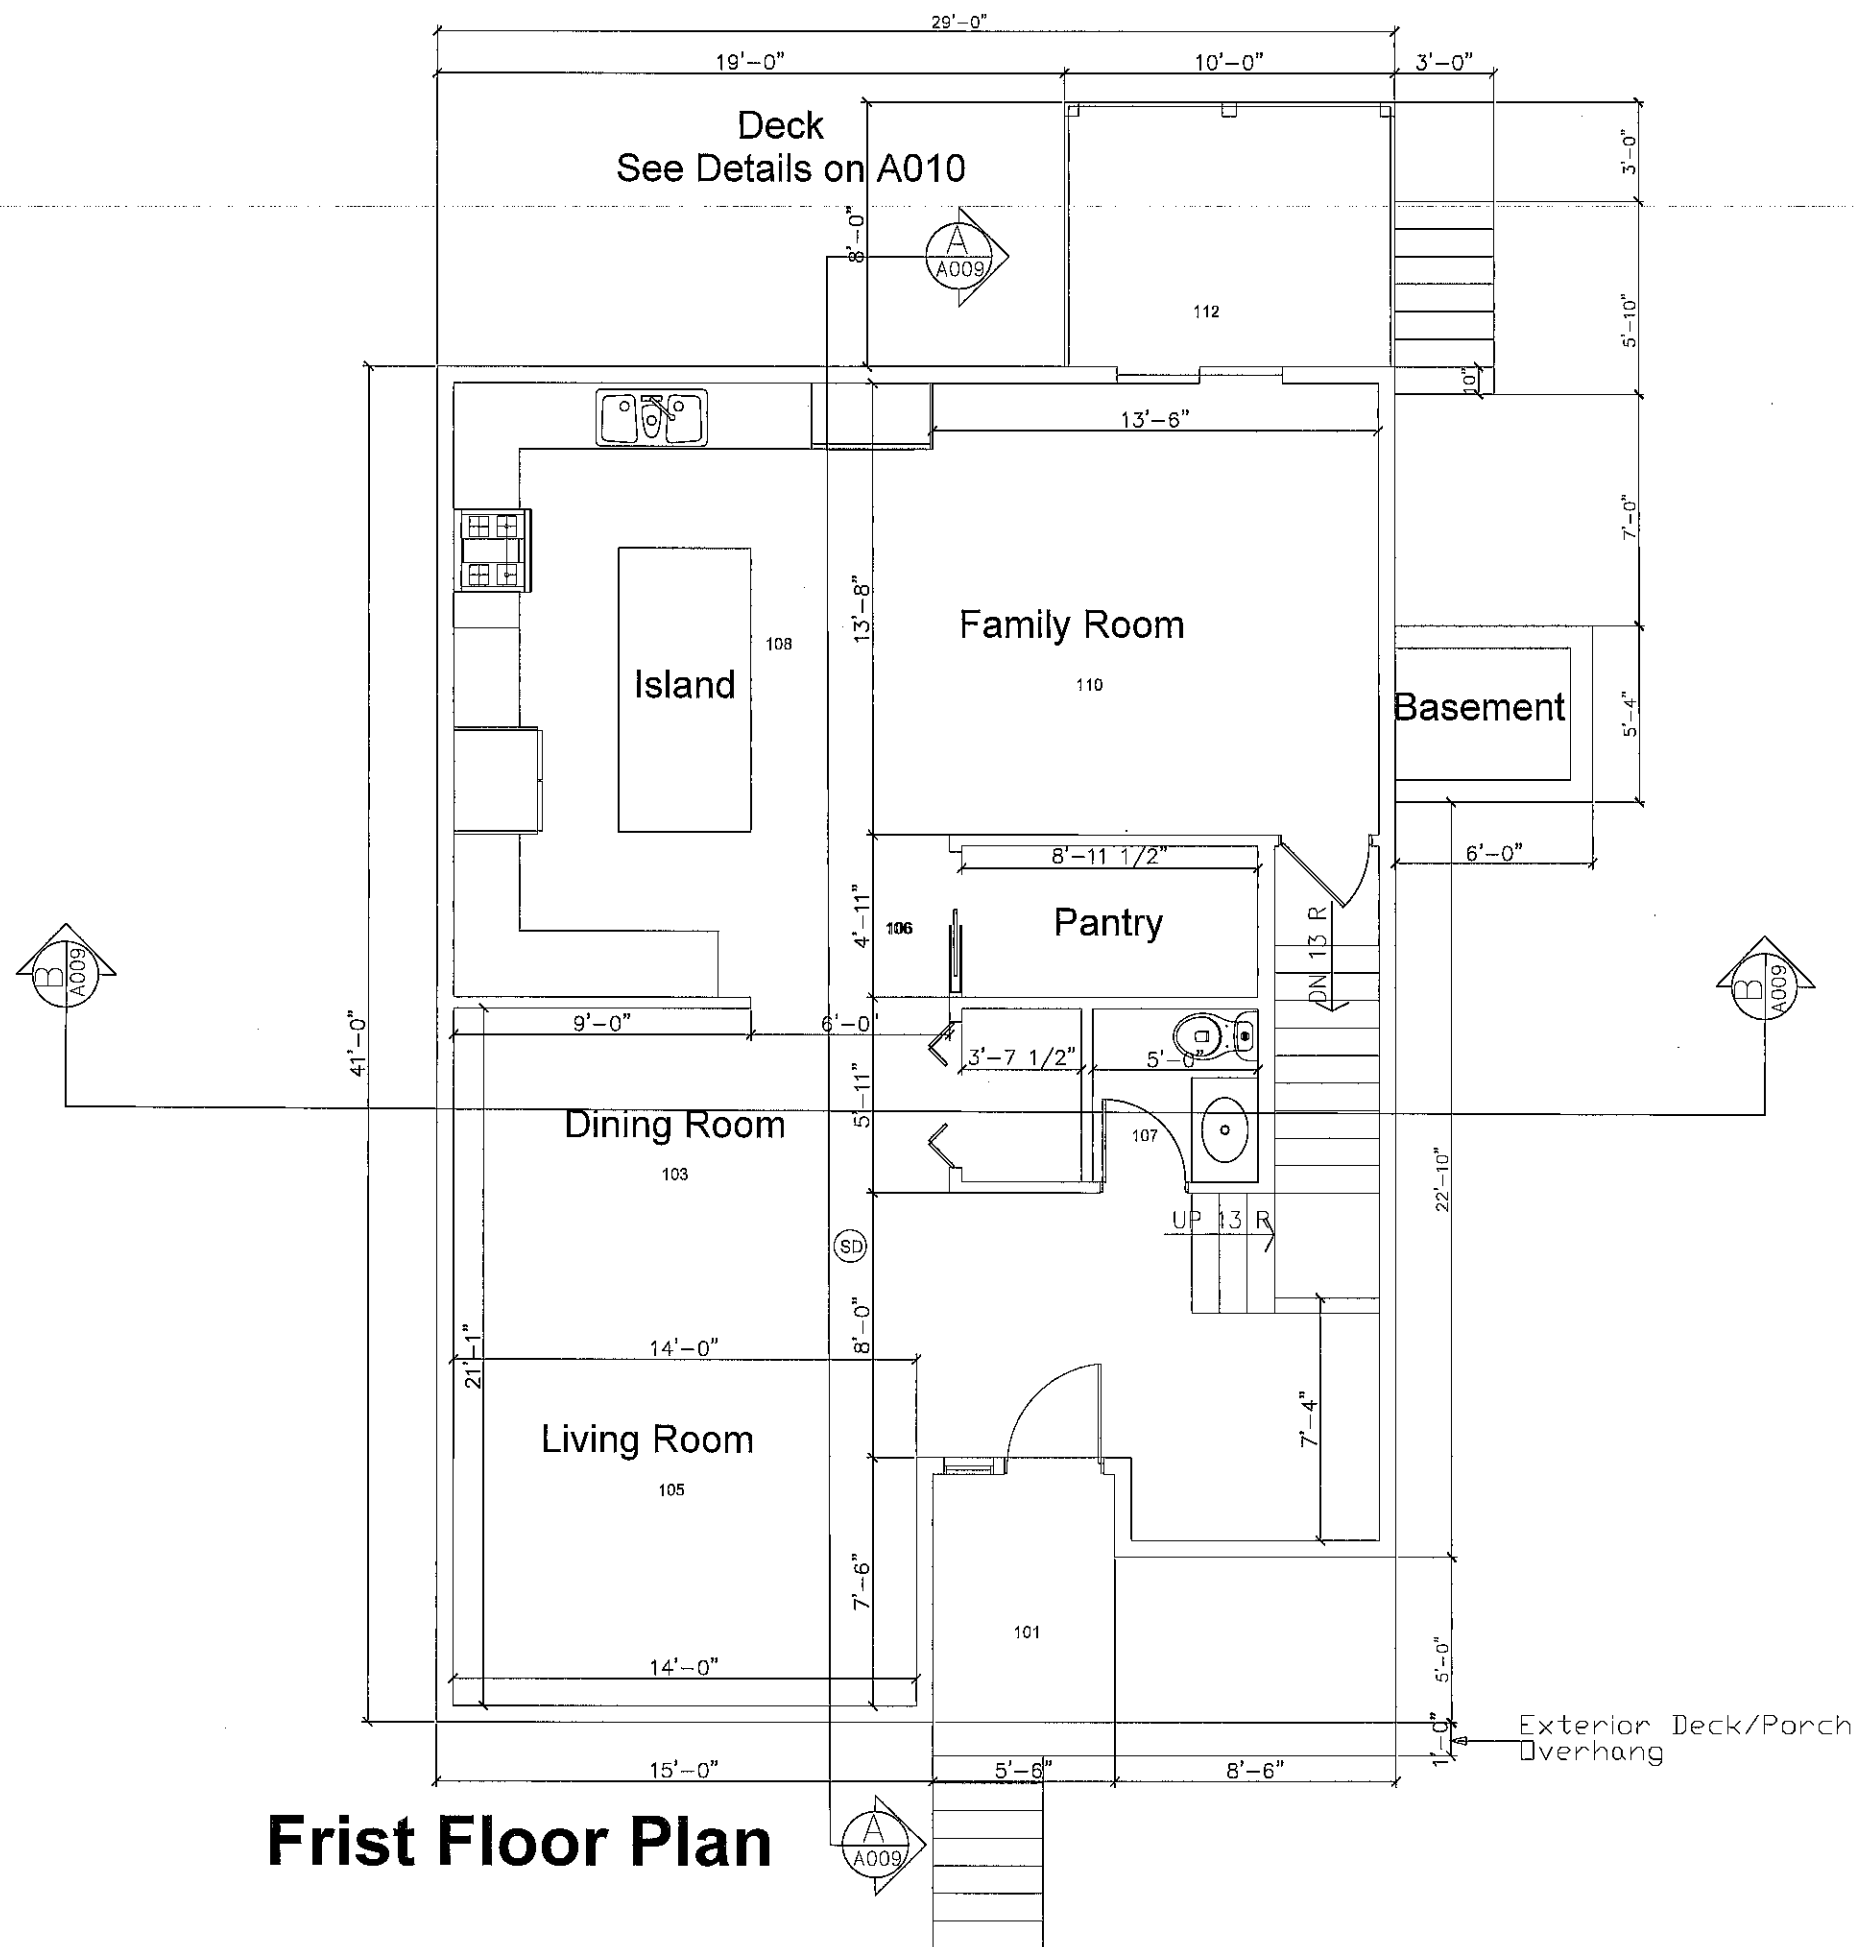 29'-0"
19'-0"
10'-0"
3'-0"
Deck
See Details on A010
3'-0"
8'-0"
A
A009
112
5'-10"
10"
13'-6"
7'-0"
13'-8"
Family Room
108
110
Island
Basement
5'-4"
8'-11 1/2"
6'-0"
4'-11"
106
Pantry
DN 13 R
B
A009
B
A009
41'-0"
9'-0"
6'-0'
3'-7 1/2"
5'-0"
5'-11"
Dining Room
107
103
22'-10"
UP 13 R
SD
8'-0"
21'-1"
14'-0"
7'-4"
Living Room
105
7'-6"
101
14'-0"
5'-0"
1'-0"
Exterior Deck/Porch
Overhang
15'-0"
5'-6"
8'-6"
Frist Floor Plan
A
A009